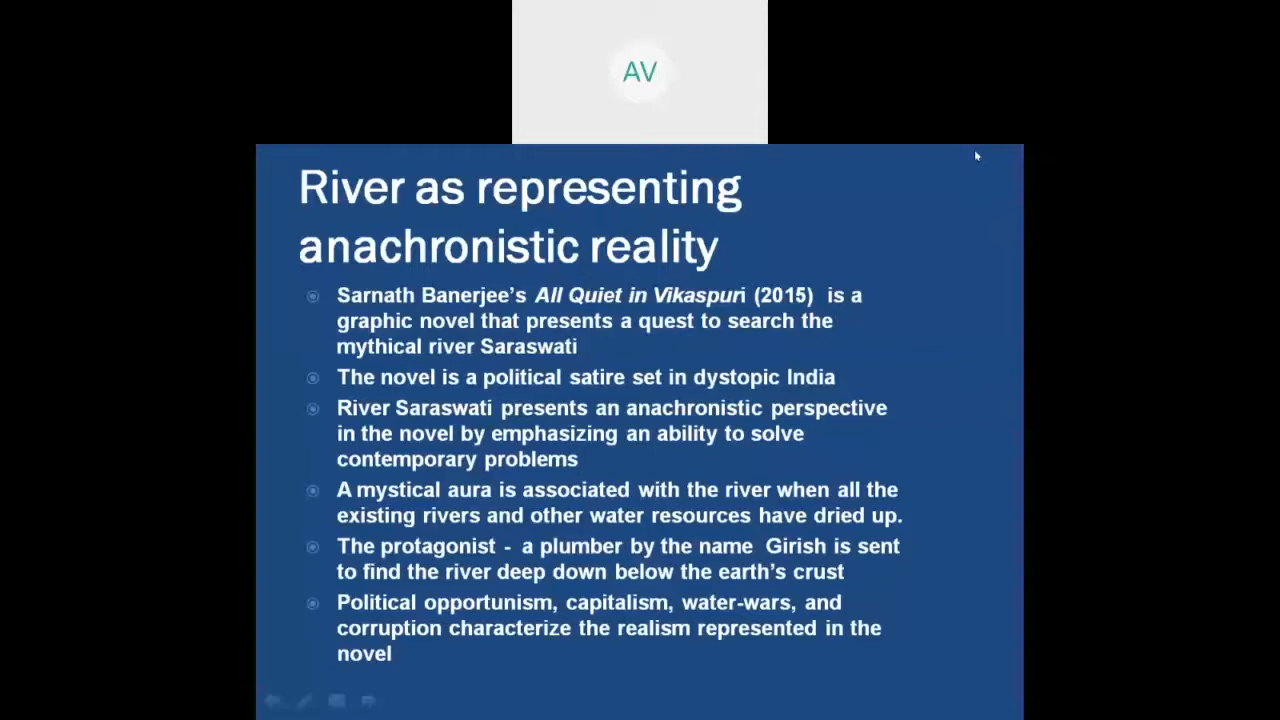 AV
River as representing
anachronistic reality
Sarnath Banerjee's All Quiet in Vikaspuri (2015) is a
graphic novel that presents a quest to search the
mythical river Saraswati
The novel is a political satire set in dystopic India
River Saraswati presents an anachronistic perspective
in the novel by emphasizing an ability to solve
contemporary problems
A mystical aura is associated with the river when all the
existing rivers and other water resources have dried up.
The protagonist - a plumber by the name Girish is sent
to find the river deep down below the earth's crust
Political opportunism, capitalism, water-wars, and
corruption characterize the realism represented in the
novel